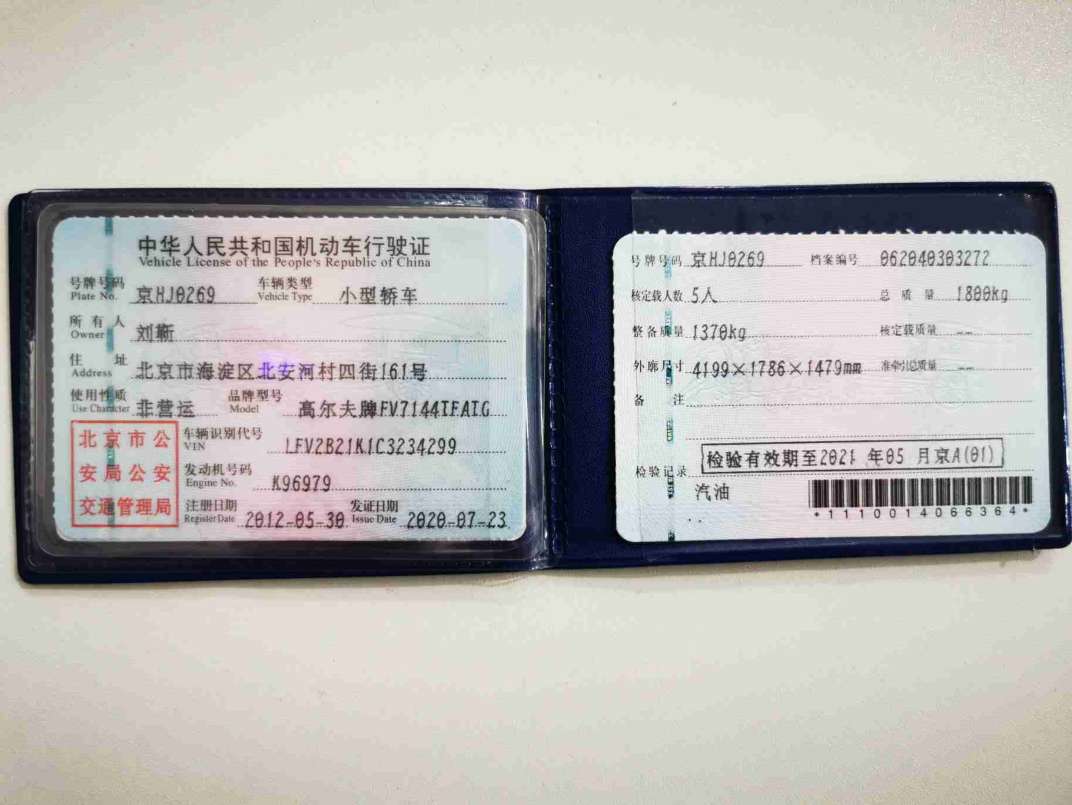 中华人民共和国机动车行驶证
Vehicle License of the People's Republic of China
号牌号码 京HJ0269 车辆类型 小型轿车
Plate No. Vehicle Type
所有人 刘新
Owner
住址 北京市海淀区北安河村四街161号
Address
使用性质 非营运 品牌型号 高尔夫牌FV7144TFATG
Use Character Model
北京市公
安局公安
交通管理局
车辆识别代号 LFV2B21K1C3234299
VIN
发动机号码 K96979
Engine No.
注册日期 2012-05-30 发证日期 2020-07-23
Register Date Issue Date
号牌号码 京HJ0269 档案编号 062040303272
核定载人数 5人 总质量 1800kg
整备质量 1370kg 核定载质量 --
外廓尺寸 4199×1786×1479mm 准牵引总质量 --
备注
检验记录 检验有效期至2021 年05 月京A(01)
汽油
*1110014066364*